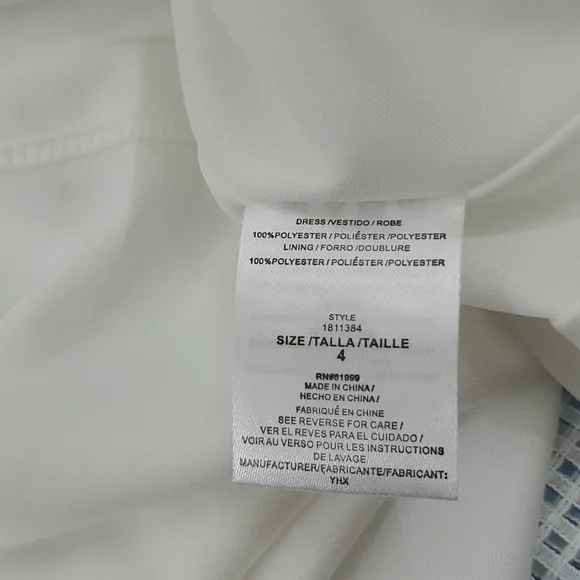 DRESS /VESTIDO / ROBE
100%POLYESTER / POLIÉSTER /POLYESTER
LINING / FORRO /DOUBLURE
100%POLYESTER / POLIÉSTER /POLYESTER
STYLE
1811384
SIZE /TALLA /TAILLE
4
RN#81999
MADE IN CHINA /
HECHO EN CHINA /
FABRIQUÉ EN CHINE
SEE REVERSE FOR CARE /
VER EL REVES PARA EL CUIDADO /
VOIR AU VERSO POUR LES INSTRUCTIONS
DE LAVAGE.
MANUFACTURER/FABRICANTE/FABRICANT:
YHX